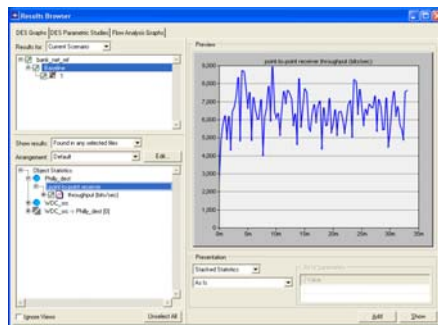 Results Browser
DES Graphs DES Parametric Studies Flow Analysis Graphs
Results for: Current Scenario
bank_net_ref
Baseline
1
Show results: Found in any selected files
Arrangement: Default Edit...
Object Statistics
Philly_dest
point-to-point receiver
throughput (bits/sec)
WDC_src
WDC_src -> Philly_dest [0]
Ignore Views Unselect All
Preview
point-to-point receiver.throughput (bits/sec)
9,000
8,000
7,000
6,000
5,000
4,000
3,000
2,000
1,000
0
0m 5m 10m 15m 20m 25m 30m 35m
Presentation
Stacked Statistics
As Is
Add Show